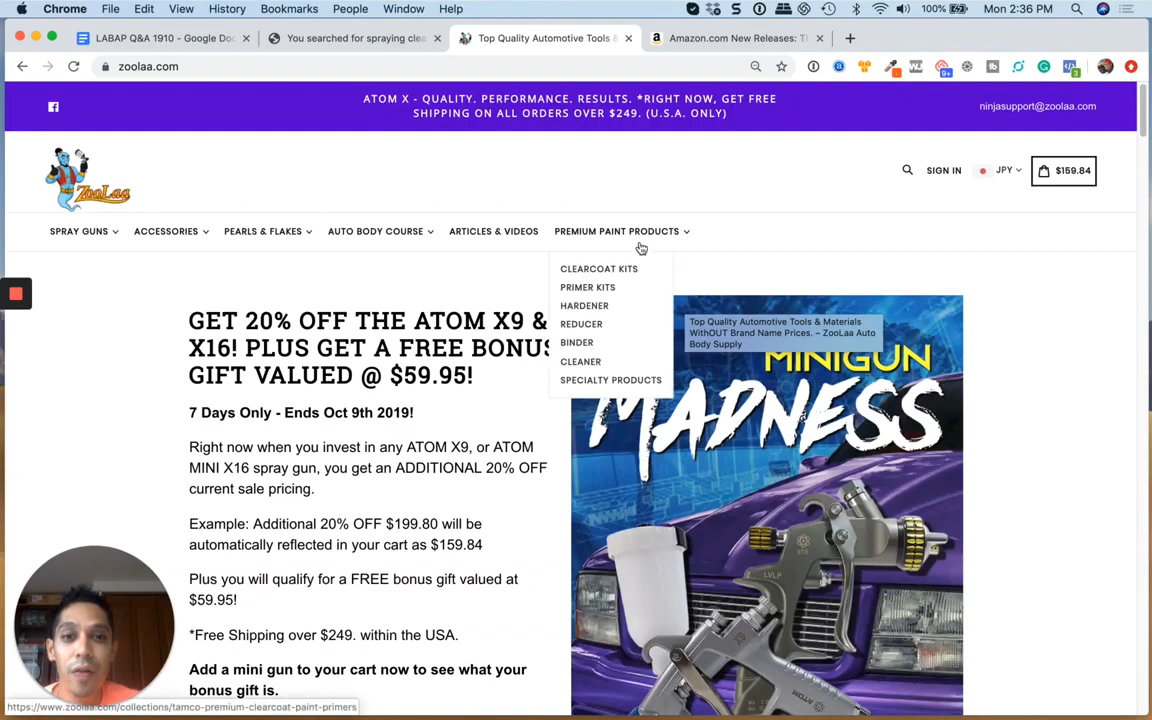 Chrome File Edit View History Bookmarks People Window Help
100% Mon 2:36 PM
LABAP Q&A 1910 - Google Doc
You searched for spraying clea
Top Quality Automotive Tools &
Amazon.com New Releases: Th
zoolaa.com
ATOM X - QUALITY. PERFORMANCE. RESULTS. *RIGHT NOW, GET FREE
SHIPPING ON ALL ORDERS OVER $249. (U.S.A. ONLY)
ninjasupport@zoolaa.com
ZooLaa
SIGN IN
JPY
$159.84
SPRAY GUNS
ACCESSORIES
PEARLS & FLAKES
AUTO BODY COURSE
ARTICLES & VIDEOS
PREMIUM PAINT PRODUCTS
CLEARCOAT KITS
PRIMER KITS
HARDENER
REDUCER
BINDER
CLEANER
SPECIALTY PRODUCTS
GET 20% OFF THE ATOM X9 &
X16! PLUS GET A FREE BONUS
GIFT VALUED @ $59.95!
7 Days Only - Ends Oct 9th 2019!
Right now when you invest in any ATOM X9, or ATOM
MINI X16 spray gun, you get an ADDITIONAL 20% OFF
current sale pricing.
Example: Additional 20% OFF $199.80 will be
automatically reflected in your cart as $159.84
Plus you will qualify for a FREE bonus gift valued at
$59.95!
*Free Shipping over $249. within the USA.
Add a mini gun to your cart now to see what your
bonus gift is.
Top Quality Automotive Tools & Materials
WithOUT Brand Name Prices. – ZooLaa Auto
Body Supply
MINIGUN
MADNESS
X16
LVLP
X9
ATOM
https://www.zoolaa.com/collections/tamco-premium-clearcoat-paint-primers